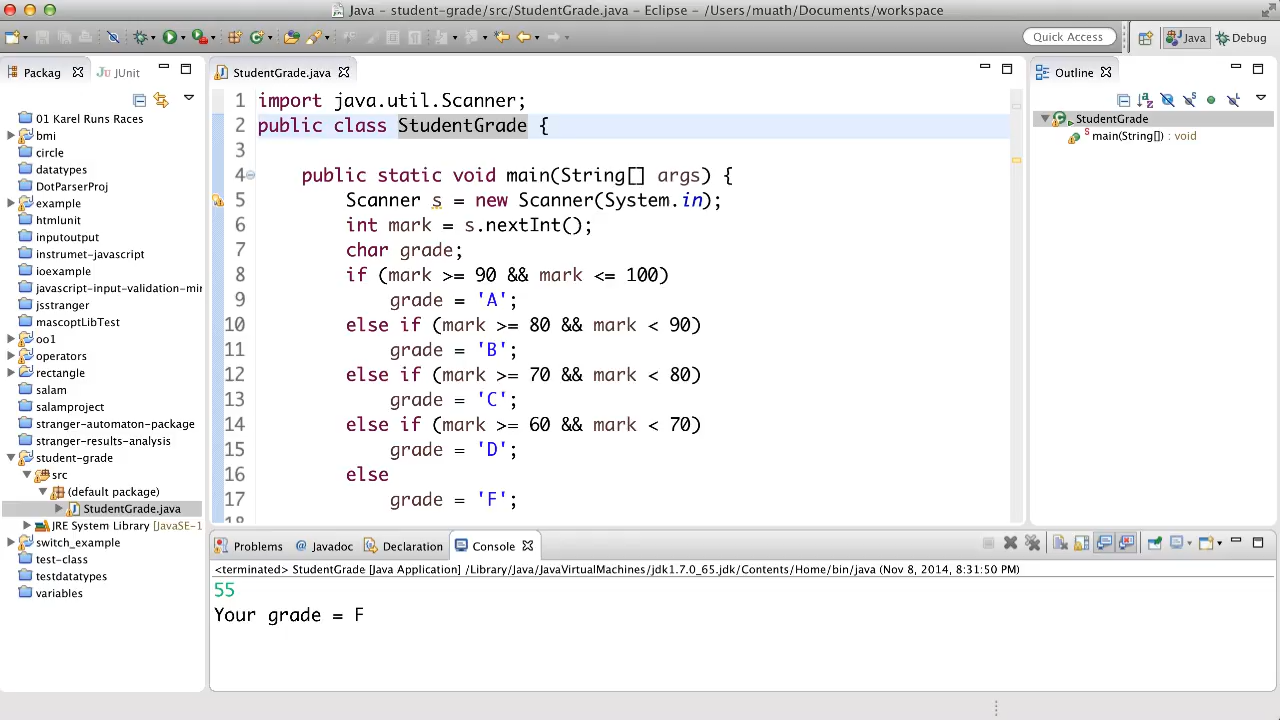 Java - student-grade/src/StudentGrade.java - Eclipse - /Users/muath/Documents/workspace
Quick Access
Java
Debug
Packag
JUnit
01 Karel Runs Races
bmi
circle
datatypes
DotParserProj
example
htmlunit
inputoutput
instrumet-javascript
ioexample
javascript-input-validation-mi
jsstranger
mascoptLibTest
oo1
operators
rectangle
salam
salamproject
stranger-automaton-package
stranger-results-analysis
student-grade
src
(default package)
StudentGrade.java
JRE System Library [JavaSE-1
switch_example
test-class
testdatatypes
variables
StudentGrade.java
1 import java.util.Scanner;
2 public class StudentGrade {
3
4 public static void main(String[] args) {
5 Scanner s = new Scanner(System.in);
6 int mark = s.nextInt();
7 char grade;
8 if (mark >= 90 && mark <= 100)
9 grade = 'A';
10 else if (mark >= 80 && mark < 90)
11 grade = 'B';
12 else if (mark >= 70 && mark < 80)
13 grade = 'C';
14 else if (mark >= 60 && mark < 70)
15 grade = 'D';
16 else
17 grade = 'F';
18
Outline
StudentGrade
main(String[]) : void
Problems
@ Javadoc
Declaration
Console
<terminated> StudentGrade [Java Application] /Library/Java/JavaVirtualMachines/jdk1.7.0_65.jdk/Contents/Home/bin/java (Nov 8, 2014, 8:31:50 PM)
55
Your grade = F